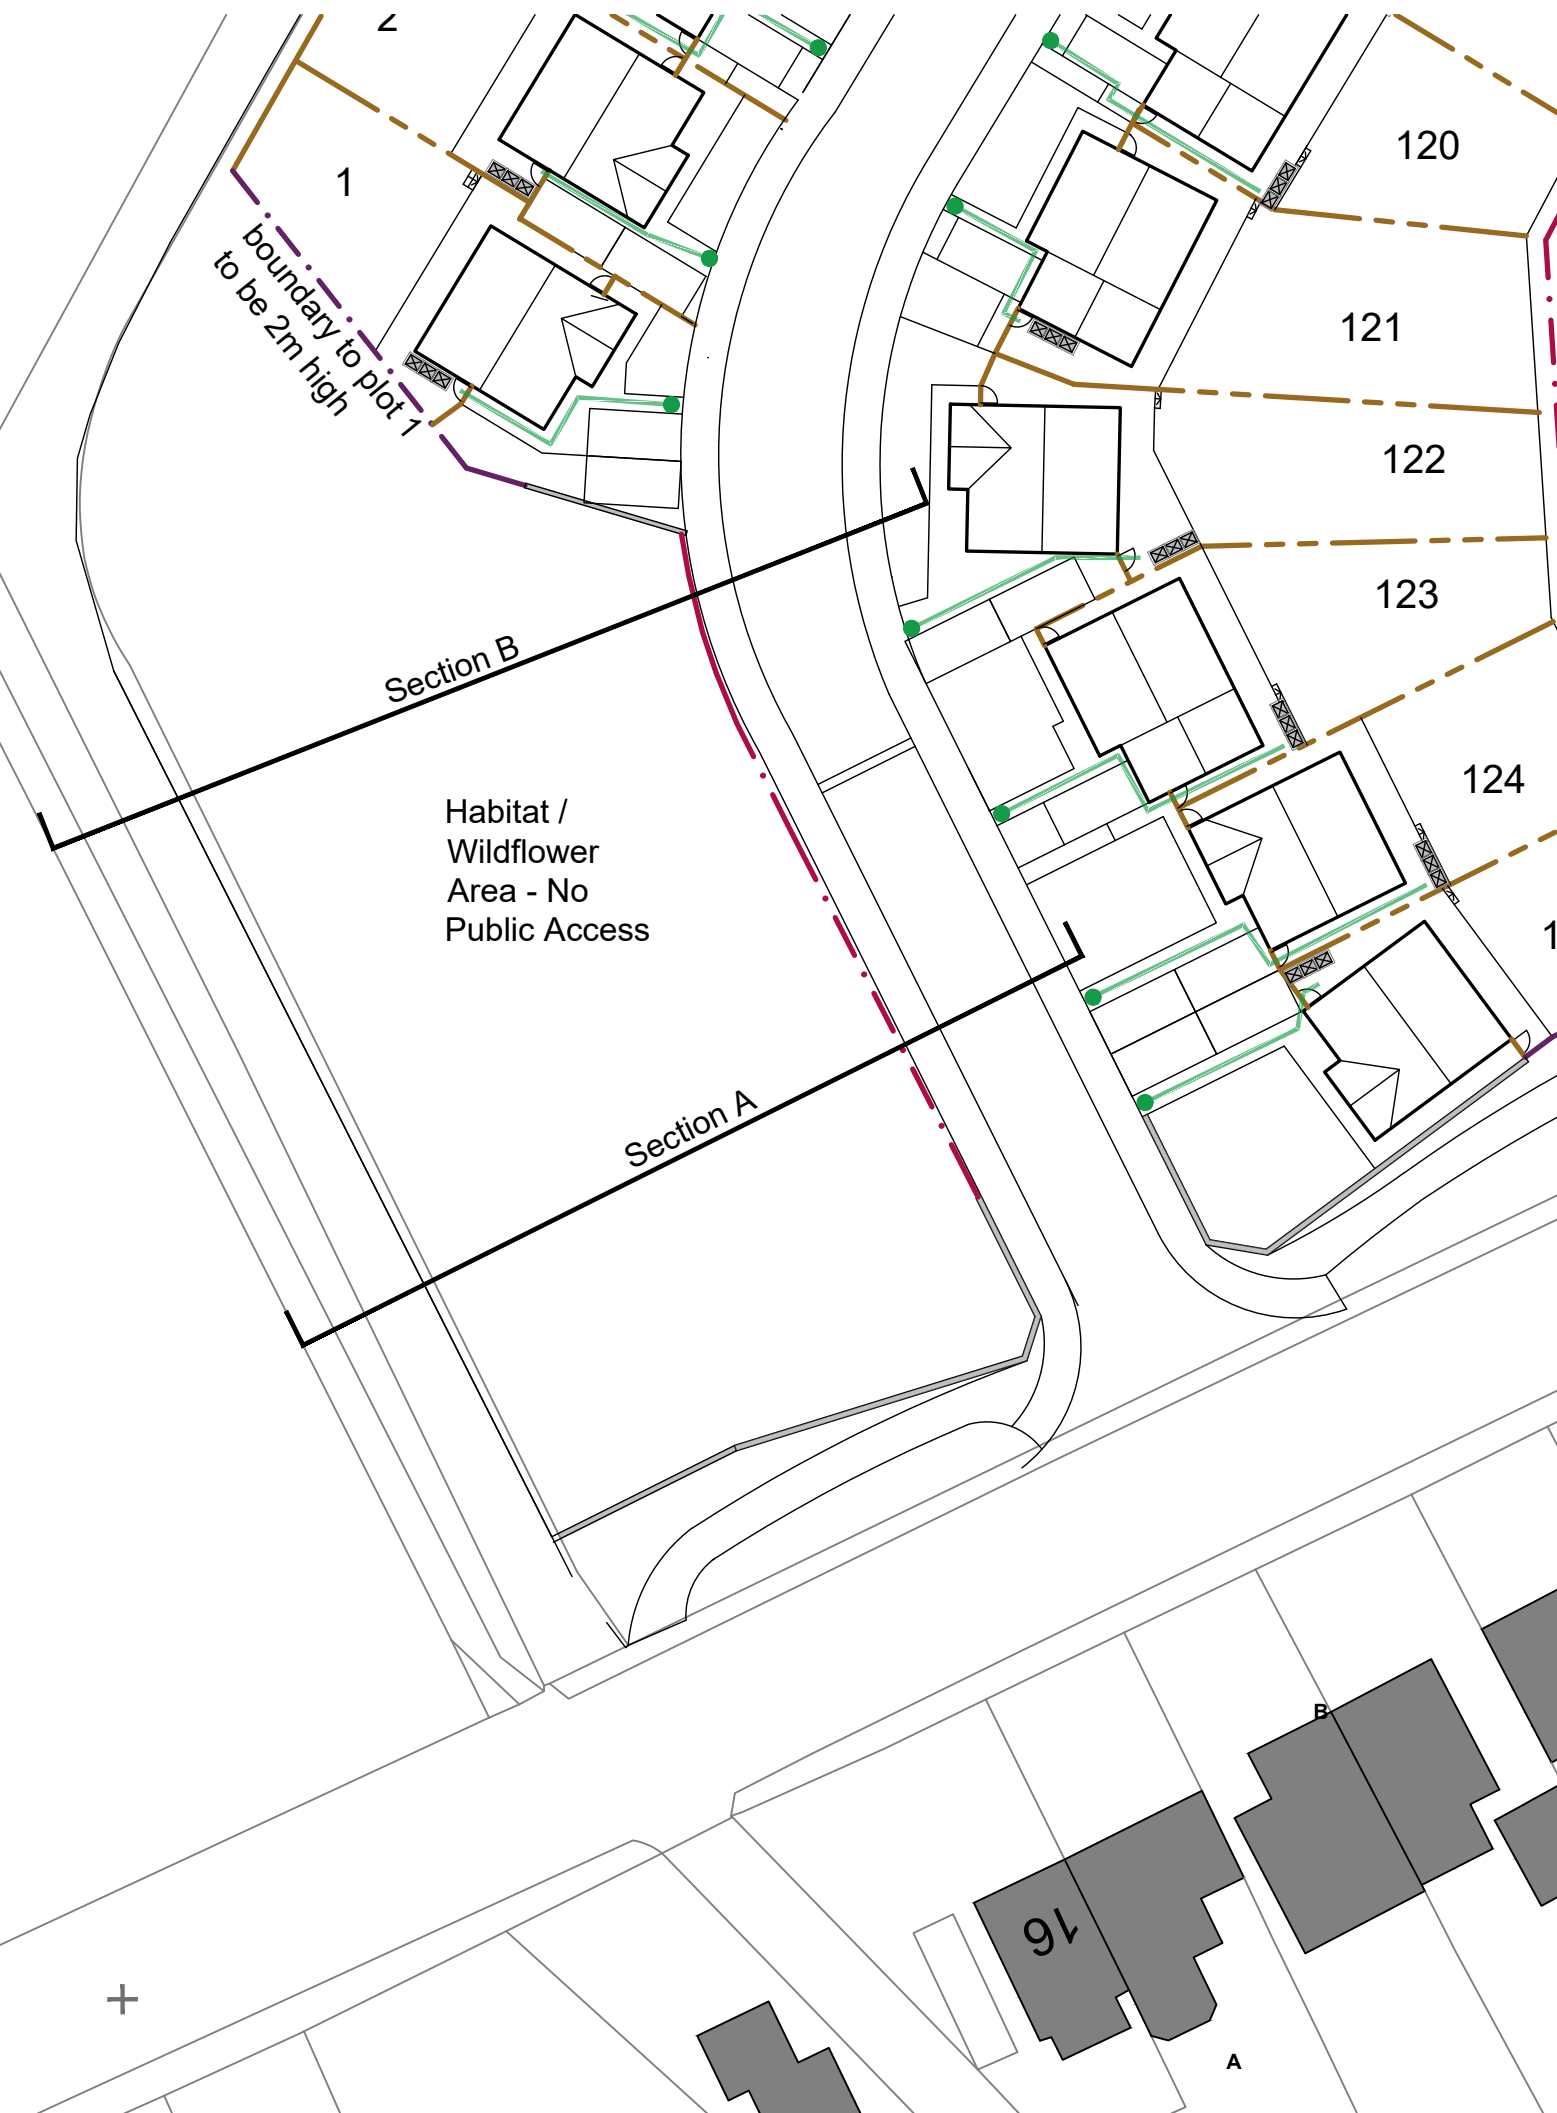 2
1
boundary to plot 1
to be 2m high
120
121
122
123
124
Section B
Habitat /
Wildflower
Area - No
Public Access
Section A
B
16
A